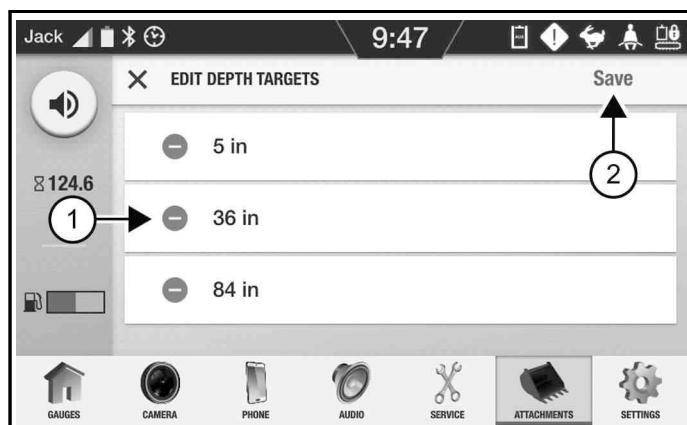 Jack 9:47
EDIT DEPTH TARGETS Save
5 in
2
124.6
1 36 in
84 in
GAUGES CAMERA PHONE AUDIO SERVICE ATTACHMENTS SETTINGS